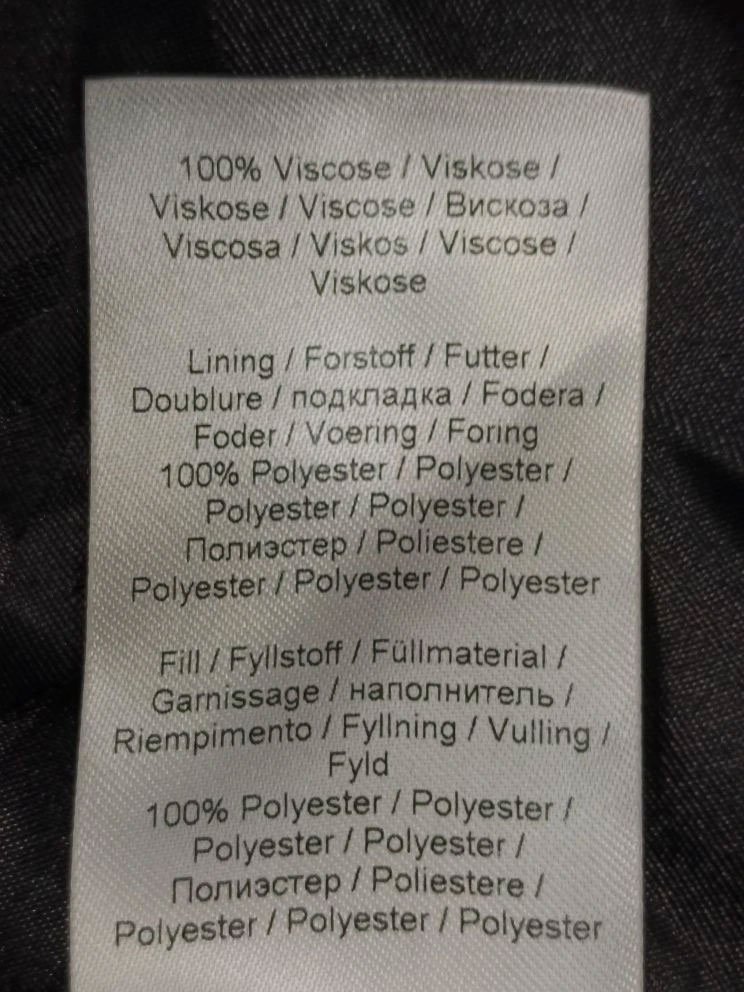 100% Viscose / Viskose /
Viskose / Viscose / Вискоза /
Viscosa / Viskos / Viscose /
Viskose
Lining / Forstoff / Futter /
Doublure / подкладка / Fodera /
Foder / Voering / Foring
100% Polyester / Polyester /
Polyester / Polyester /
Полиэстер / Poliestere /
Polyester / Polyester / Polyester
Fill / Fyllstoff / Füllmaterial /
Garnissage / наполнитель /
Riempimento / Fyllning / Vulling /
Fyld
100% Polyester / Polyester /
Polyester / Polyester /
Полиэстер / Poliestere /
Polyester / Polyester / Polyester